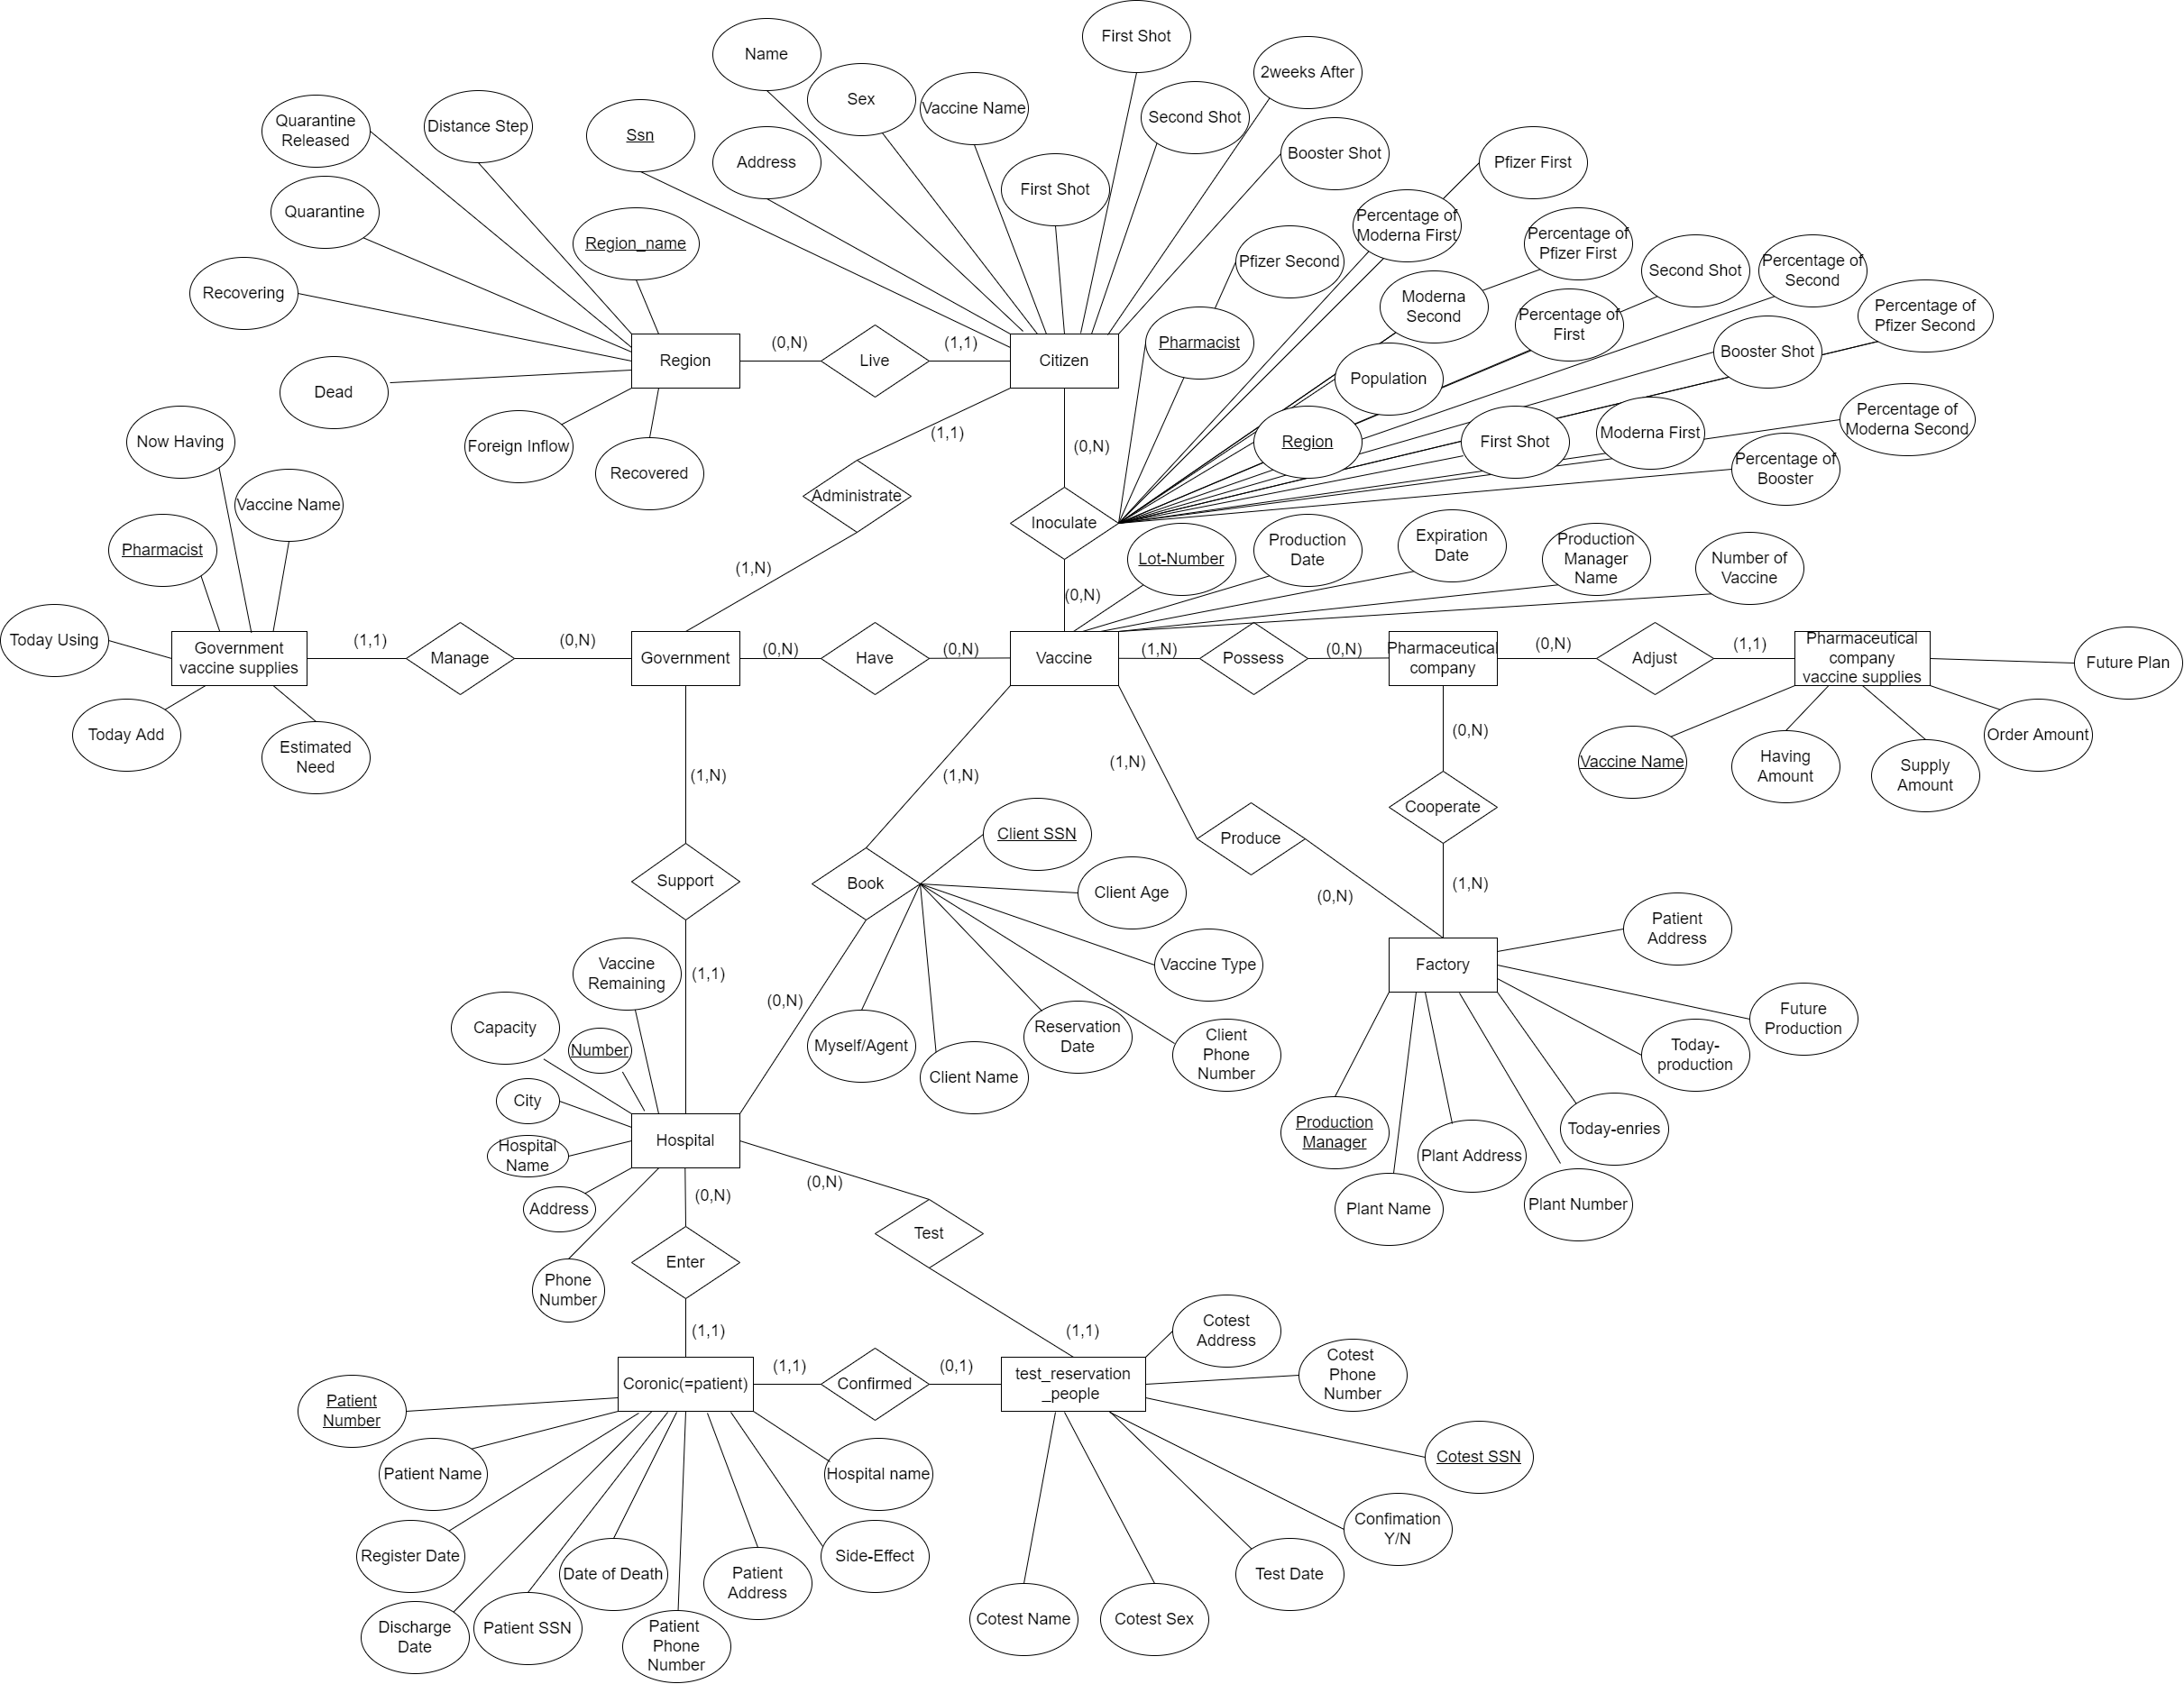 First Shot
Name
2weeks After
Sex
Vaccine Name
Second Shot
Quarantine
Released
Distance Step
Ssn
Address
Booster Shot
Pfizer First
First Shot
Quarantine
Region_name
Percentage of
Moderna First
Percentage of
Pfizer First
Pfizer Second
Second Shot
Percentage of
Second
Recovering
Moderna
Second
Percentage of
First
Percentage of
Pfizer Second
Region
(0,N)
Live
(1,1)
Citizen
Pharmacist
Booster Shot
Population
Dead
Now Having
Foreign Inflow
Recovered
(1,1)
(0,N)
Region
First Shot
Moderna First
Percentage of
Moderna Second
Percentage of
Booster
Administrate
Inoculate
Vaccine Name
Pharmacist
(1,N)
(0,N)
Lot-Number
Production
Date
Expiration
Date
Production
Manager
Name
Number of
Vaccine
Today Using
Government
vaccine supplies
(1,1)
Manage
(0,N)
Government
(0,N)
Have
(0,N)
Vaccine
(1,N)
Possess
(0,N)
Pharmaceutical
company
(0,N)
Adjust
(1,1)
Pharmaceutical
company
vaccine supplies
Future Plan
Today Add
Estimated
Need
(1,N)
(1,N)
(1,N)
(0,N)
Vaccine Name
Having
Amount
Supply
Amount
Order Amount
Cooperate
Client SSN
Produce
Support
Book
Client Age
(0,N)
(1,N)
Patient
Address
Vaccine
Remaining
(1,1)
(0,N)
Vaccine Type
Factory
Capacity
Number
Myself/Agent
Reservation
Date
Client Name
Client
Phone
Number
Future
Production
Today-
production
City
Hospital
Name
Hospital
Production
Manager
Plant Address
Today-enries
Address
(0,N)
(0,N)
Plant Name
Plant Number
Test
Enter
Phone
Number
(1,1)
(1,1)
Cotest
Address
Coronic(=patient)
(1,1)
Confirmed
(0,1)
test_reservation
_people
Cotest
Phone
Number
Patient
Number
Patient Name
Hospital name
Cotest SSN
Register Date
Date of Death
Patient
Address
Side-Effect
Confimation
Y/N
Test Date
Discharge
Date
Patient SSN
Patient
Phone
Number
Cotest Name
Cotest Sex